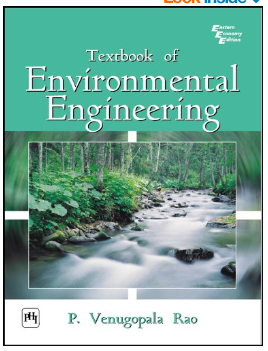 Look Inside
Eastern
Economy
Edition
Textbook of
Environmental
Engineering
PHI
P. Venugopala Rao